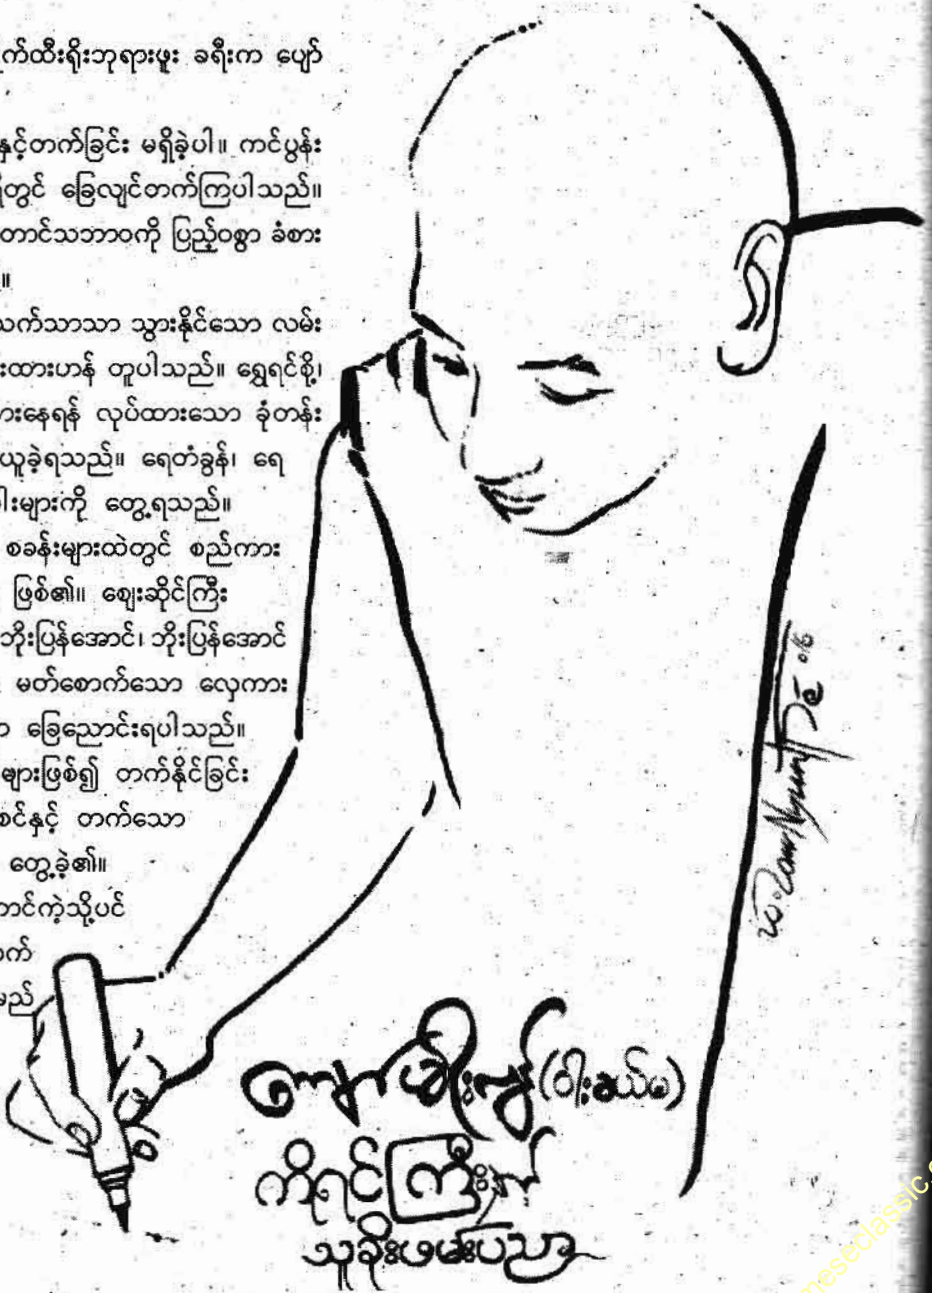 က်ထီးရိုးဘုရားဖူး ခရီးက ပျော်
နှင့်တက်ခြင်း မရှိခဲ့ပါ။ ကင်ပွန်း
တွင် ခြေလျင်တက်ကြပါသည်။
တောင်သဘာဝကို ပြည့်ဝစွာ ခံစား
။
သက်သာသာ သွားနိုင်သော လမ်း
းထားဟန် တူပါသည်။ ရွှေရင်စို့၊
ားနေရန် လုပ်ထားသော ခုံတန်း
ယူခဲ့ရသည်။ ရေတံခွန်၊ ရေ
ါးများကို တွေ့ရသည်။
စခန်းများထဲတွင် စည်ကား
ဖြစ်၏။ ဈေးဆိုင်ကြီး
ဘိုးပြန်အောင်၊ ဘိုးပြန်အောင်
မတ်စောက်သော လှေကား
ခြေညောင်းရပါသည်။
များဖြစ်၍ တက်နိုင်ခြင်း
စင်နှင့် တက်သော
တွေ့ခဲ့၏။
တောင်ကဲ့သို့ပင်
က်
မည်
(ဝါးခယ်မ)
ကိုရင်ကြီးနှင့်
သူခိုးဖမ်းပညာ